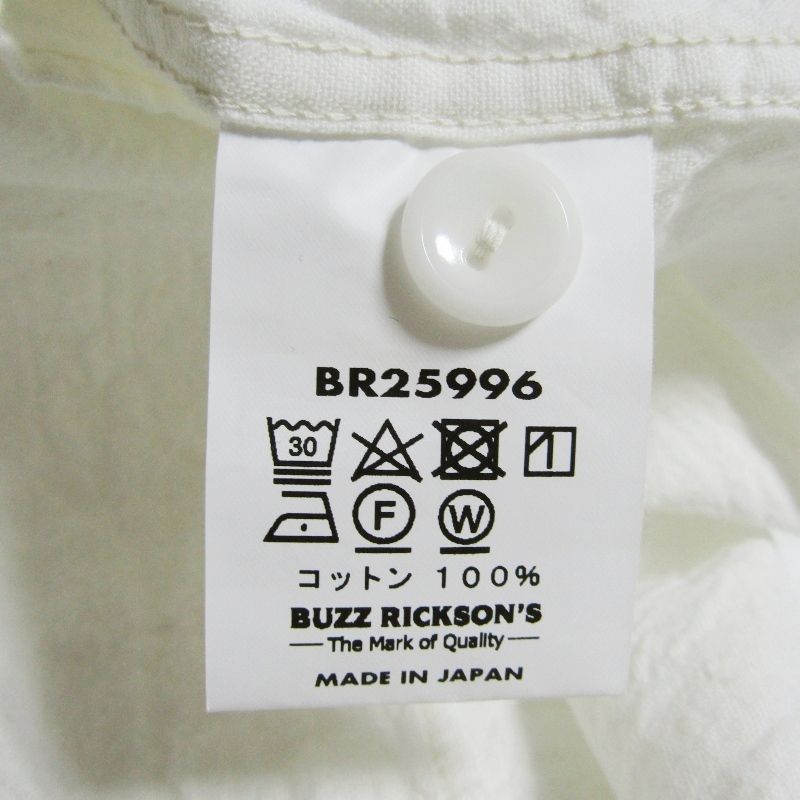 BR25996
30
F W
コットン 100%
BUZZ RICKSON'S
The Mark of Quality
MADE IN JAPAN